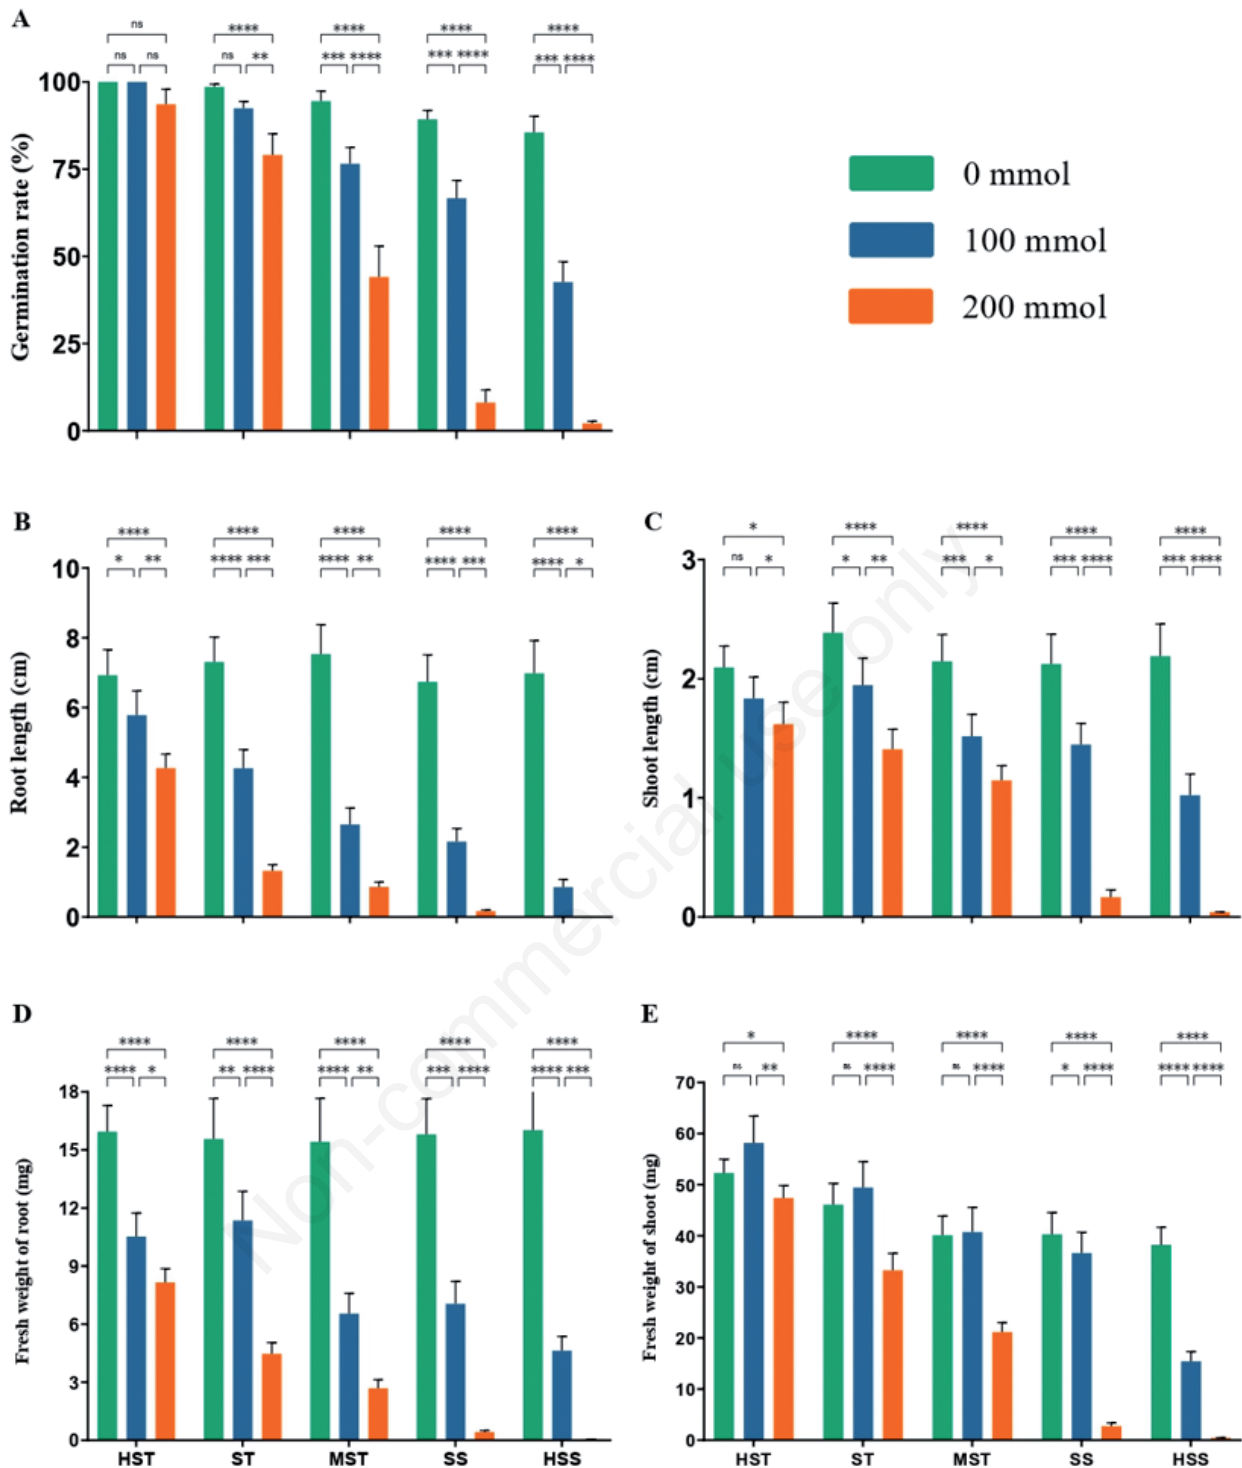 A
ns
**** **** **** ****
ns ns ns ** *** **** *** **** *** ****
100
75
50
25
0
Germination rate (%)
0 mmol
100 mmol
200 mmol
B
**** **** **** **** ****
* ** **** *** **** ** **** *** **** *
10
8
6
4
2
0
Root length (cm)
C
* **** **** **** ****
ns * * ** *** * *** **** *** ****
3
2
1
0
Shoot length (cm)
D
**** **** **** **** ****
**** * ** **** **** ** *** **** **** ***
18
15
12
9
6
3
0
Fresh weight of root (mg)
HST ST MST SS HSS
E
* **** **** **** ****
ns ** ns **** ns **** * **** **** ****
70
60
50
40
30
20
10
0
Fresh weight of shoot (mg)
HST ST MST SS HSS
Non-commercial use only